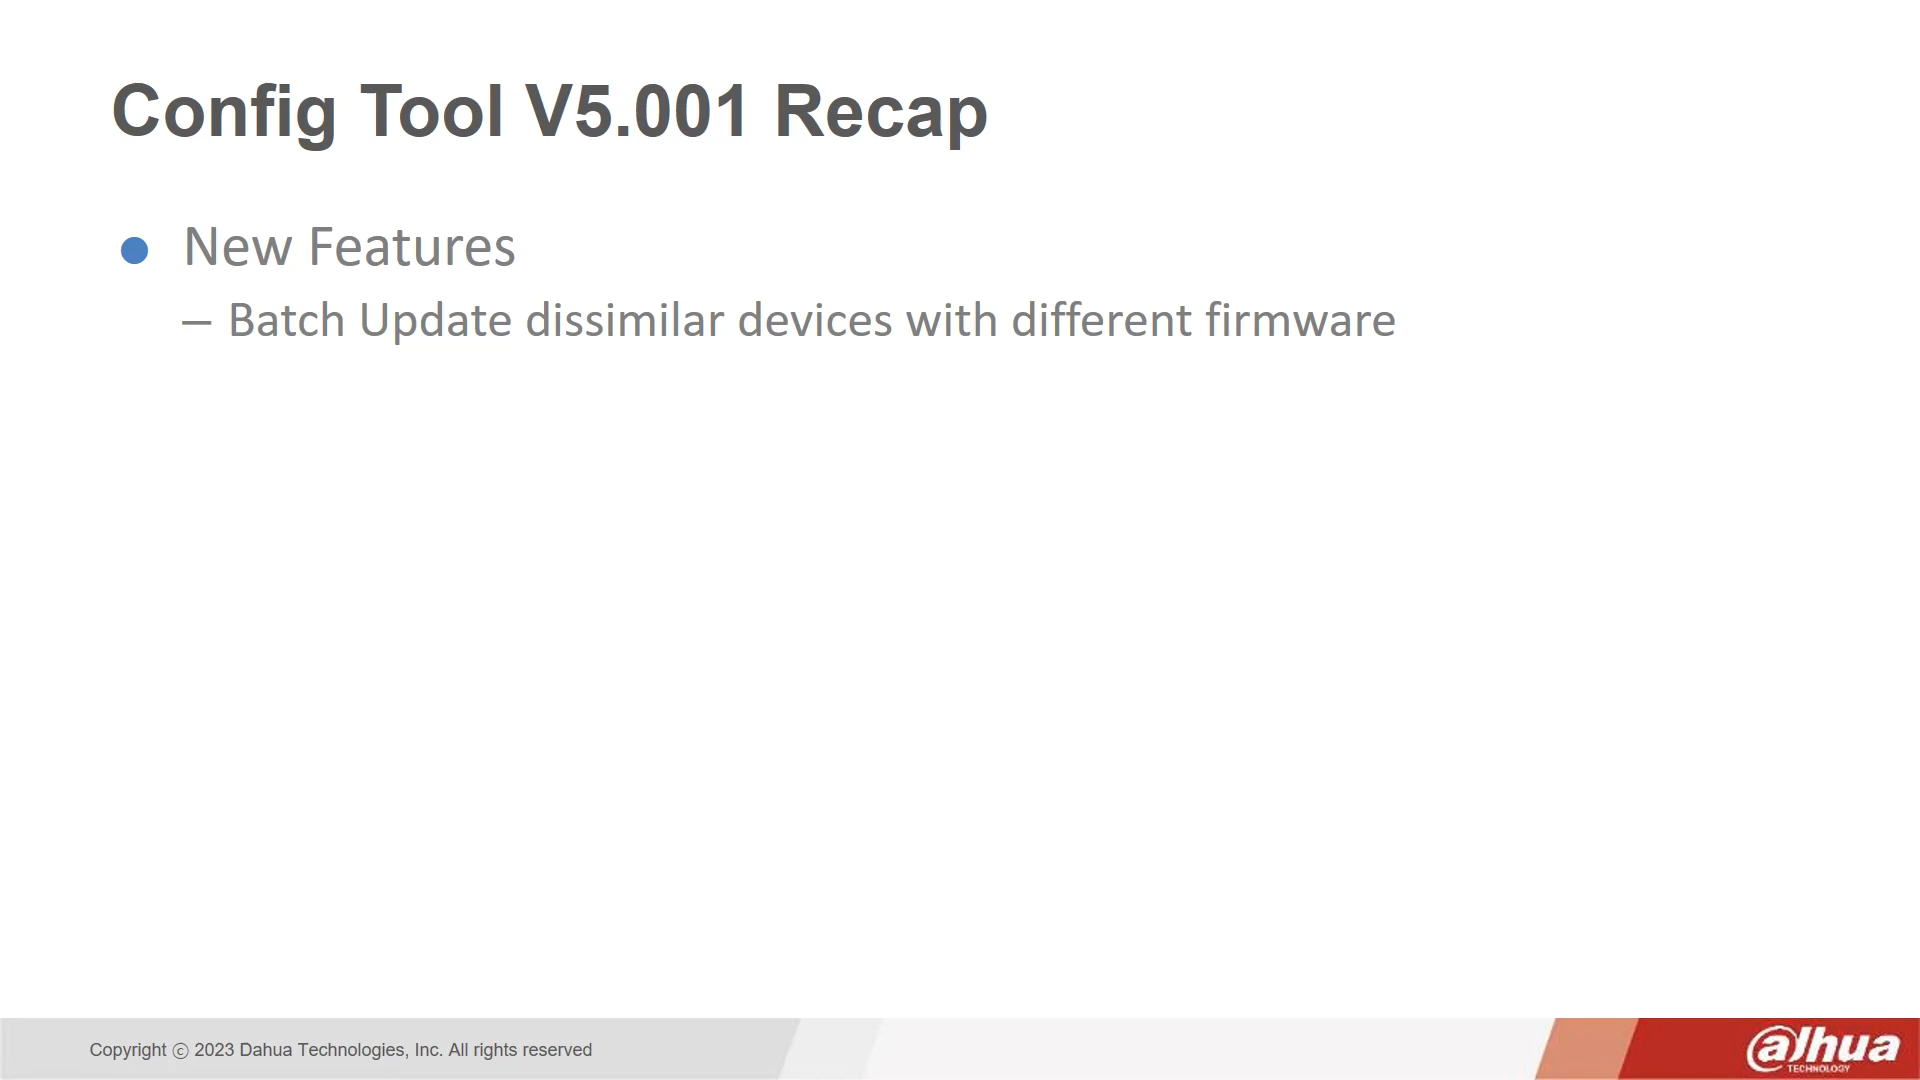 Config Tool V5.001 Recap
● New Features
– Batch Update dissimilar devices with different firmware
Copyright © 2023 Dahua Technologies, Inc. All rights reserved
alhua
TECHNOLOGY